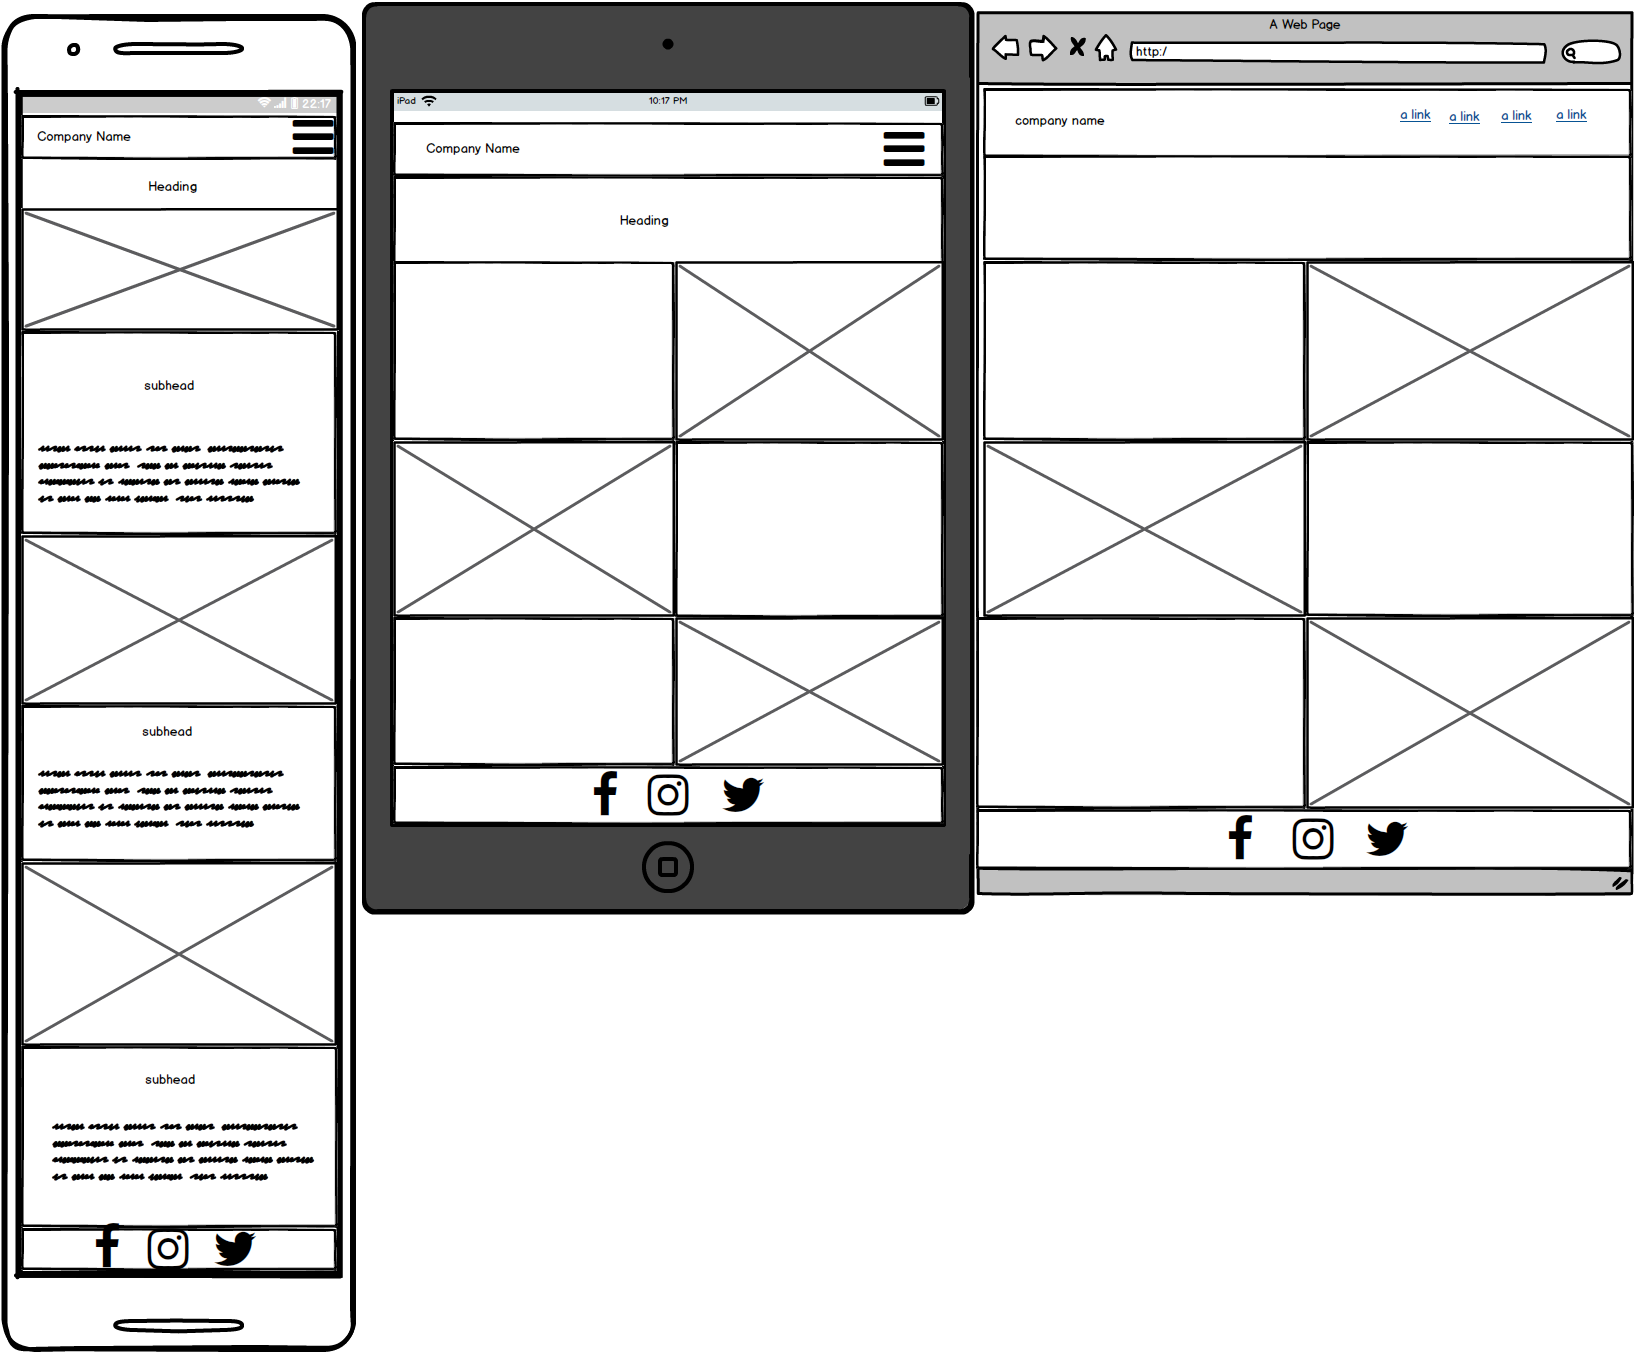 22:17
Company Name
Heading
subhead
subhead
subhead
iPad
10:17 PM
Company Name
Heading
A Web Page
http:/
company name
a link
a link
a link
a link